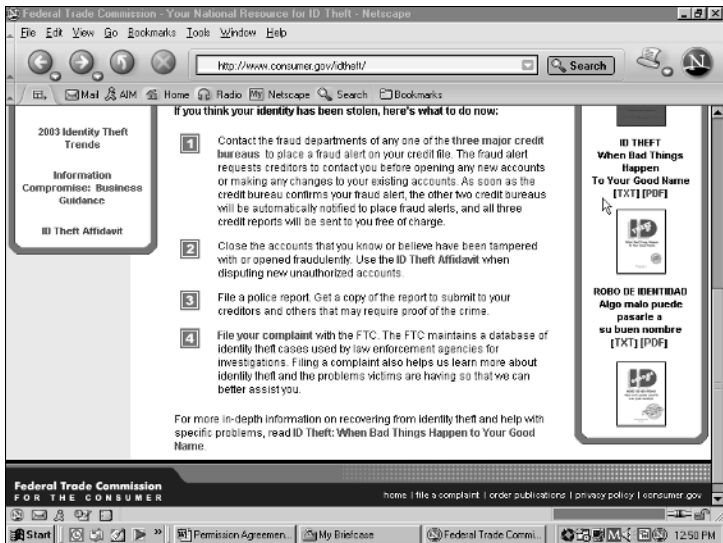 Federal Trade Commission - Your National Resource for ID Theft - Netscape
File Edit View Go Bookmarks Tools Window Help
http://www.consumer.gov/idtheft/
Search
N
Mail AIM Home Radio My Netscape Search Bookmarks
2003 Identity Theft
Trends
Information
Compromise: Business
Guidance
ID Theft Affidavit
If you think your identity has been stolen, here's what to do now:
1
Contact the fraud departments of any one of the three major credit
bureaus to place a fraud alert on your credit file. The fraud alert
requests creditors to contact you before opening any new accounts
or making any changes to your existing accounts. As soon as the
credit bureau confirms your fraud alert, the other two credit bureaus
will be automatically notified to place fraud alerts, and all three
credit reports will be sent to you free of charge.
2
Close the accounts that you know or believe have been tampered
with or opened fraudulently. Use the ID Theft Affidavit when
disputing new unauthorized accounts.
3
File a police report. Get a copy of the report to submit to your
creditors and others that may require proof of the crime.
4
File your complaint with the FTC. The FTC maintains a database of
identity theft cases used by law enforcement agencies for
investigations. Filing a complaint also helps us learn more about
identity theft and the problems victims are having so that we can
better assist you.
For more in-depth information on recovering from identity theft and help with
specific problems, read ID Theft: When Bad Things Happen to Your Good
Name.
ID THEFT
When Bad Things
Happen
To Your Good Name
[TXT] [PDF]
ID
ROBO DE IDENTIDAD
Algo malo puede
pasarle a
su buen nombre
[TXT] [PDF]
Federal Trade Commission
FOR THE CONSUMER
home | file a complaint | order publications | privacy policy | consumer.gov
Start
Permission Agreemen...
My Briefcase
Federal Trade Commi...
12:50 PM